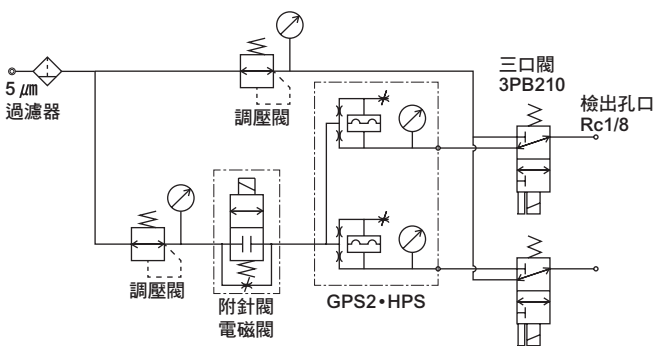 三口閥
3PB210
檢出孔口
Rc1/8
5 μm
過濾器
調壓閥
調壓閥
附針閥
電磁閥
GPS2•HPS